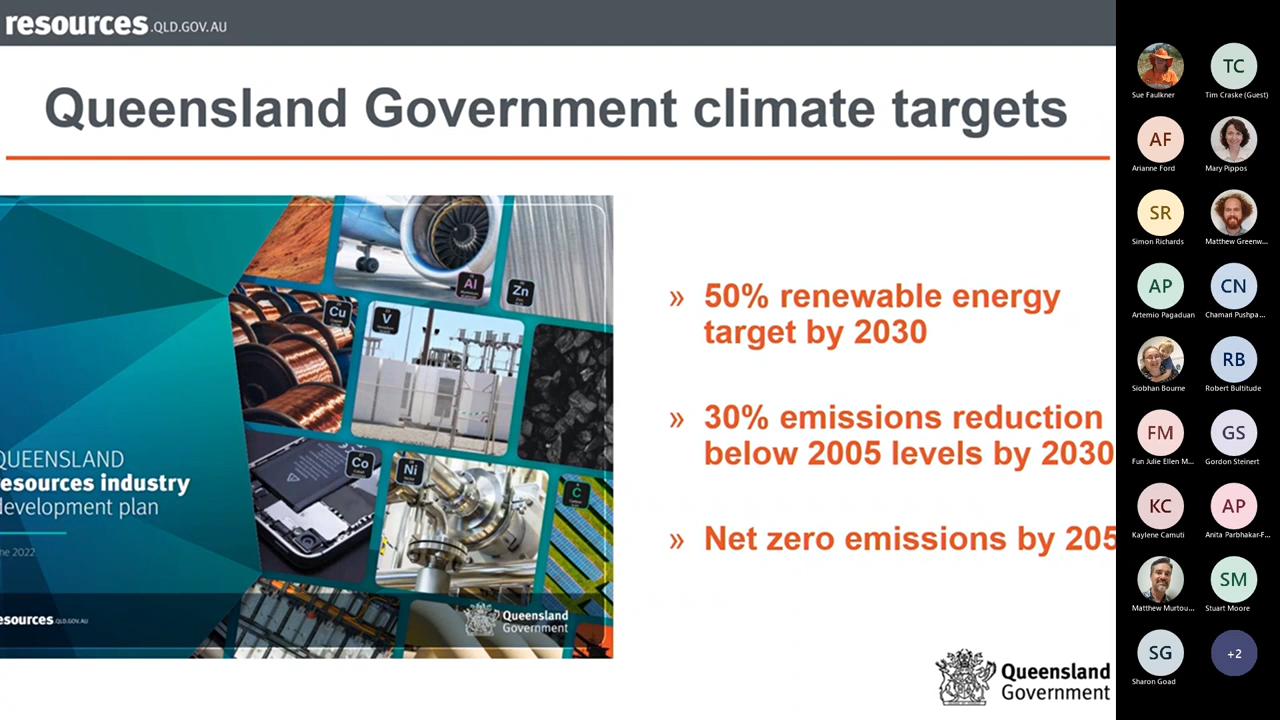 resources.QLD.GOV.AU
Queensland Government climate targets
Al
Zn
Cu
V
Co
Ni
C
QUEENSLAND
esources industry
evelopment plan
ne 2022
esources.QLD.GOV.AU
Queensland
Government
» 50% renewable energy
target by 2030
» 30% emissions reduction
below 2005 levels by 2030
» Net zero emissions by 205
Queensland
Government
Sue Faulkner
TC
Tim Craske (Guest)
AF
Arianne Ford
Mary Pippos
SR
Simon Richards
Matthew Greenw...
AP
Artemio Pagaduan
CN
Chamari Pushpa...
Siobhan Bourne
RB
Robert Bultitude
FM
Fun Julie Ellen M...
GS
Gordon Steinert
KC
Kaylene Camuti
AP
Anita Parbhakar-F...
Matthew Murtou...
SM
Stuart Moore
SG
Sharon Goad
+2